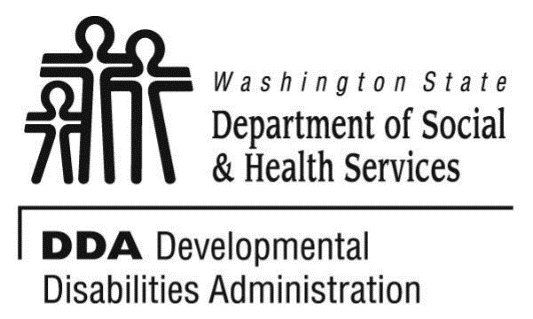 Washington State
Department of Social
& Health Services
DDA Developmental
Disabilities Administration